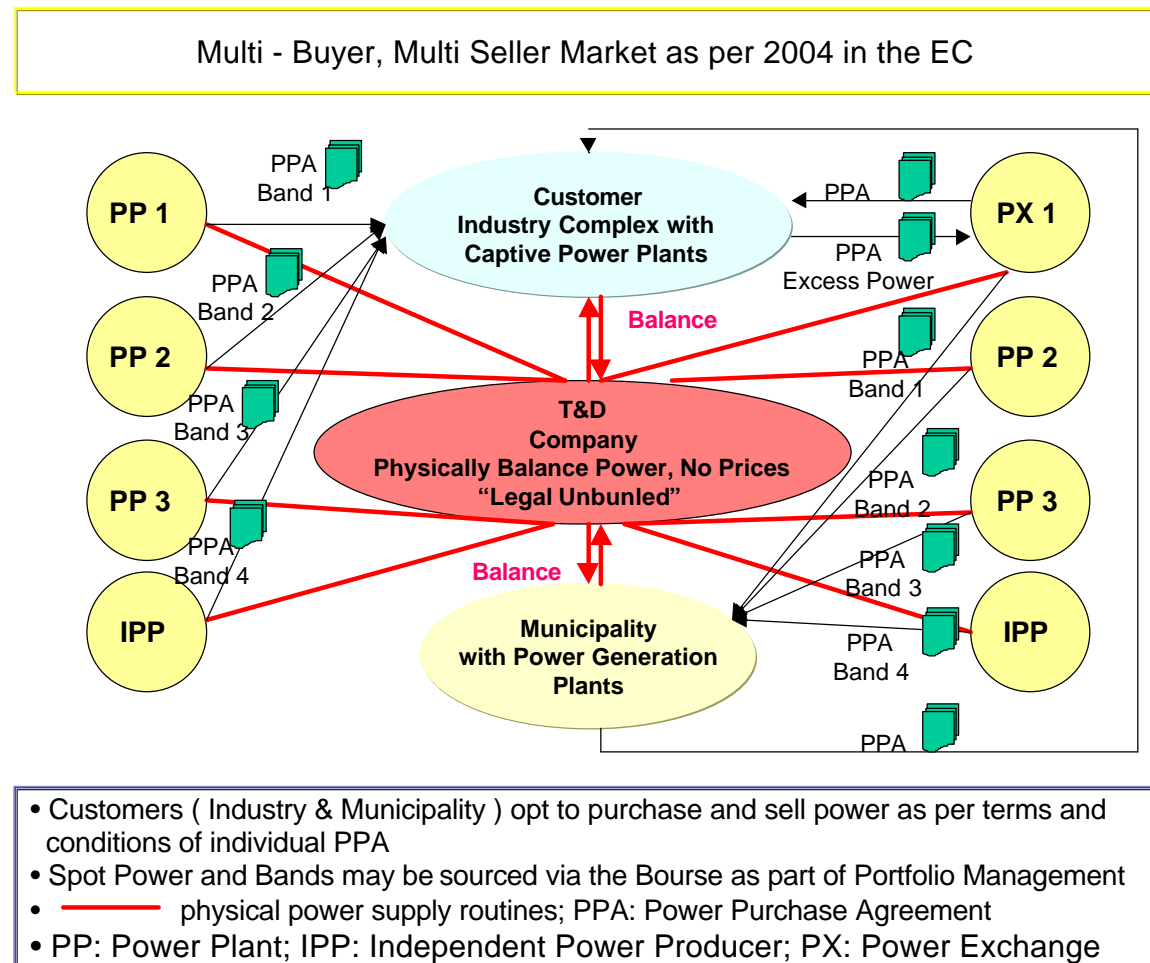 Multi - Buyer, Multi Seller Market as per 2004 in the EC
PP 1
PPA
Band 1
Customer
Industry Complex with
Captive Power Plants
PPA
PX 1
PPA
Excess Power
PPA
Band 2
Balance
PP 2
PPA
Band 1
PP 2
PPA
Band 3
T&D
Company
Physically Balance Power, No Prices
“Legal Unbunled”
PP 3
PPA
Band 2
PP 3
PPA
Band 4
Balance
PPA
Band 3
IPP
Municipality
with Power Generation
Plants
PPA
Band 4
IPP
PPA
• Customers ( Industry & Municipality ) opt to purchase and sell power as per terms and
conditions of individual PPA
• Spot Power and Bands may be sourced via the Bourse as part of Portfolio Management
• physical power supply routines; PPA: Power Purchase Agreement
• PP: Power Plant; IPP: Independent Power Producer; PX: Power Exchange